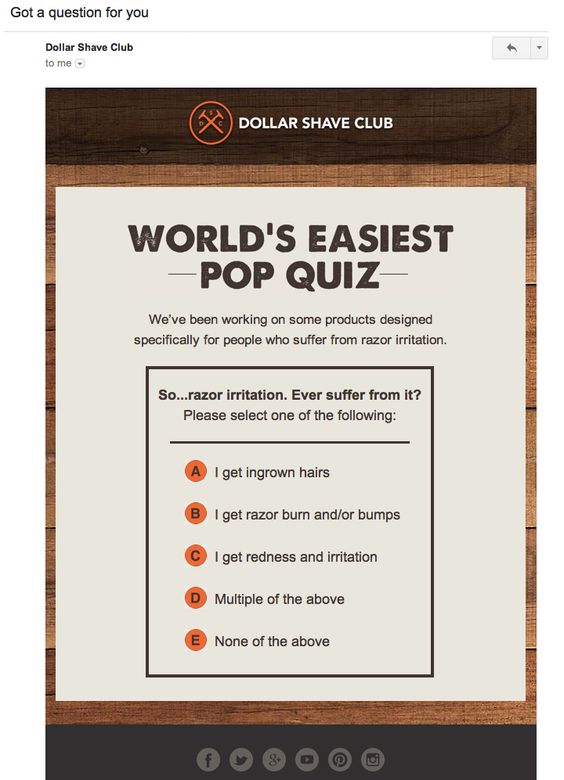 Got a question for you
Dollar Shave Club
to me
D S C
DOLLAR SHAVE CLUB
WORLD'S EASIEST
POP QUIZ
We've been working on some products designed
specifically for people who suffer from razor irritation.
So...razor irritation. Ever suffer from it?
Please select one of the following:
A I get ingrown hairs
B I get razor burn and/or bumps
C I get redness and irritation
D Multiple of the above
E None of the above
f g+ You Tube